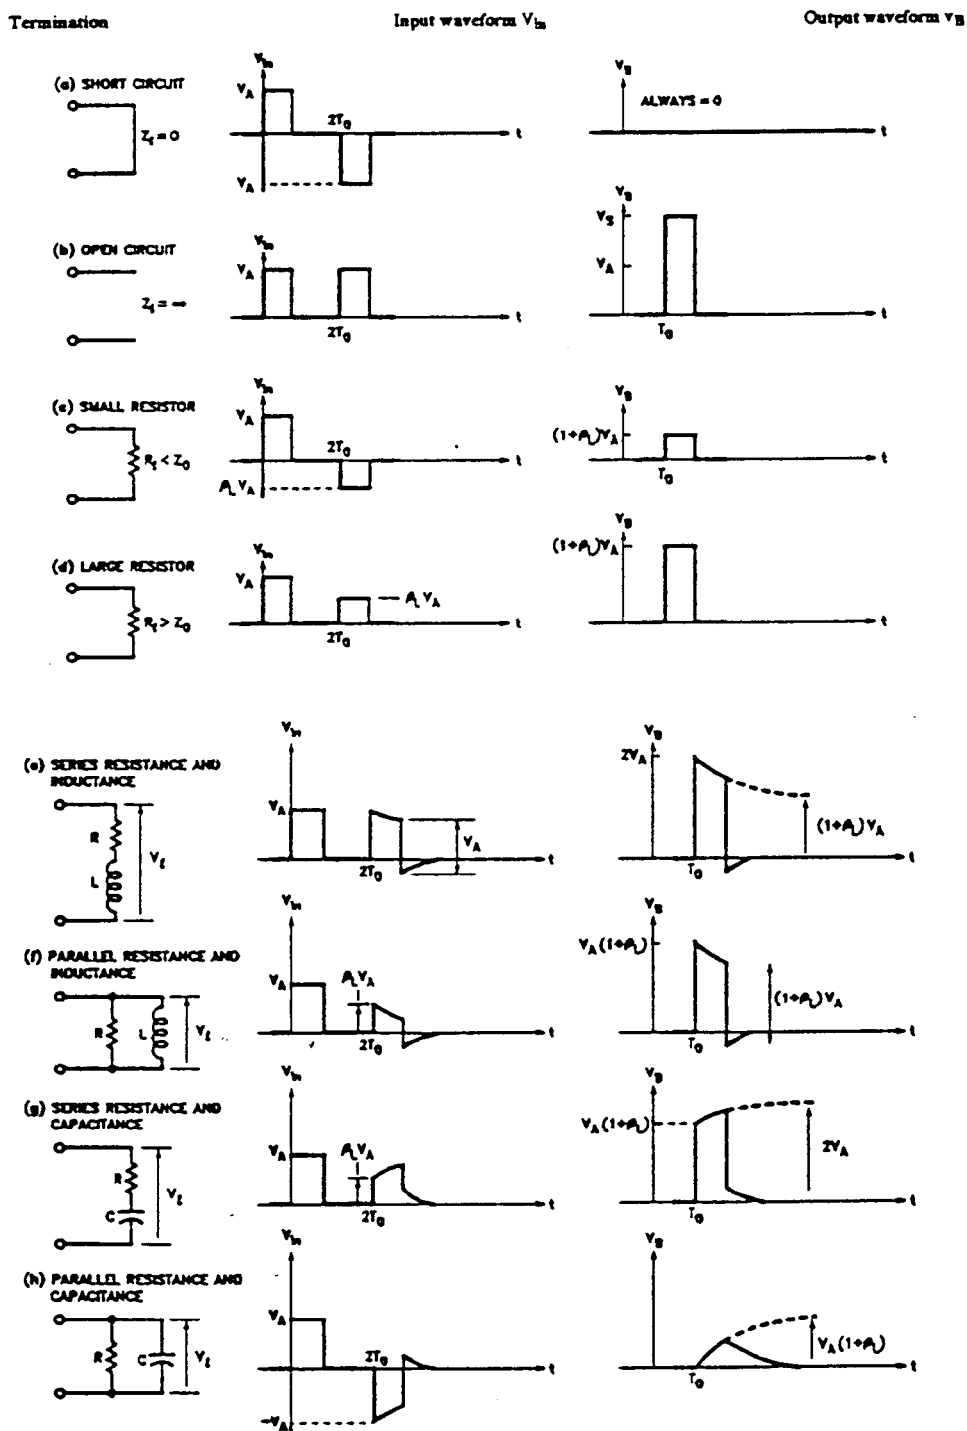 Termination
Input waveform V_in
Output waveform v_B
(a) SHORT CIRCUIT
Z_ℓ = 0
V_in
V_A
2T_0
t
V_A
V_B
ALWAYS = 0
t
(b) OPEN CIRCUIT
Z_ℓ = ∞
V_in
V_A
2T_0
t
V_B
V_S
V_A
T_0
t
(c) SMALL RESISTOR
R_ℓ < Z_0
V_in
V_A
2T_0
t
ρ_L V_A
V_B
(1+ρ_L)V_A
T_0
t
(d) LARGE RESISTOR
R_ℓ > Z_0
V_in
V_A
ρ_L V_A
2T_0
t
V_B
(1+ρ_L)V_A
t
(e) SERIES RESISTANCE AND
INDUCTANCE
R
L
V_ℓ
V_in
V_A
V_A
2T_0
t
V_B
2V_A
(1+ρ_L)V_A
T_0
t
(f) PARALLEL RESISTANCE AND
INDUCTANCE
R
L
V_ℓ
V_in
V_A
ρ_L V_A
2T_0
t
V_B
V_A(1+ρ_L)
(1+ρ_L)V_A
T_0
t
(g) SERIES RESISTANCE AND
CAPACITANCE
R
C
V_ℓ
V_in
V_A
ρ_L V_A
2T_0
t
V_B
V_A(1+ρ_L)
2V_A
T_0
t
(h) PARALLEL RESISTANCE AND
CAPACITANCE
R
C
V_ℓ
V_in
V_A
2T_0
t
-V_A
V_B
V_A(1+ρ_L)
T_0
t